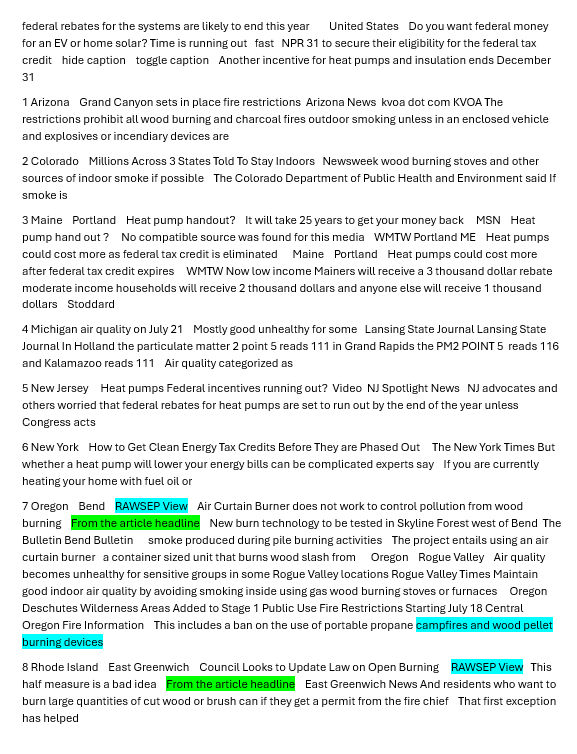 federal rebates for the systems are likely to end this year United States Do you want federal money
for an EV or home solar? Time is running out fast NPR 31 to secure their eligibility for the federal tax
credit hide caption toggle caption Another incentive for heat pumps and insulation ends December
31
1 Arizona Grand Canyon sets in place fire restrictions Arizona News kvoa dot com KVOA The
restrictions prohibit all wood burning and charcoal fires outdoor smoking unless in an enclosed vehicle
and explosives or incendiary devices are
2 Colorado Millions Across 3 States Told To Stay Indoors Newsweek wood burning stoves and other
sources of indoor smoke if possible The Colorado Department of Public Health and Environment said If
smoke is
3 Maine Portland Heat pump handout? It will take 25 years to get your money back MSN Heat
pump hand out ? No compatible source was found for this media WMTW Portland ME Heat pumps
could cost more as federal tax credit is eliminated Maine Portland Heat pumps could cost more
after federal tax credit expires WMTW Now low income Mainers will receive a 3 thousand dollar rebate
moderate income households will receive 2 thousand dollars and anyone else will receive 1 thousand
dollars Stoddard
4 Michigan air quality on July 21 Mostly good unhealthy for some Lansing State Journal Lansing State
Journal In Holland the particulate matter 2 point 5 reads 111 in Grand Rapids the PM2 POINT 5 reads 116
and Kalamazoo reads 111 Air quality categorized as
5 New Jersey Heat pumps Federal incentives running out? Video NJ Spotlight News NJ advocates and
others worried that federal rebates for heat pumps are set to run out by the end of the year unless
Congress acts
6 New York How to Get Clean Energy Tax Credits Before They are Phased Out The New York Times But
whether a heat pump will lower your energy bills can be complicated experts say If you are currently
heating your home with fuel oil or
7 Oregon Bend RAWSEP View Air Curtain Burner does not work to control pollution from wood
burning From the article headline New burn technology to be tested in Skyline Forest west of Bend The
Bulletin Bend Bulletin smoke produced during pile burning activities The project entails using an air
curtain burner a container sized unit that burns wood slash from Oregon Rogue Valley Air quality
becomes unhealthy for sensitive groups in some Rogue Valley locations Rogue Valley Times Maintain
good indoor air quality by avoiding smoking inside using gas wood burning stoves or furnaces Oregon
Deschutes Wilderness Areas Added to Stage 1 Public Use Fire Restrictions Starting July 18 Central
Oregon Fire Information This includes a ban on the use of portable propane campfires and wood pellet
burning devices
8 Rhode Island East Greenwich Council Looks to Update Law on Open Burning RAWSEP View This
half measure is a bad idea From the article headline East Greenwich News And residents who want to
burn large quantities of cut wood or brush can if they get a permit from the fire chief That first exception
has helped